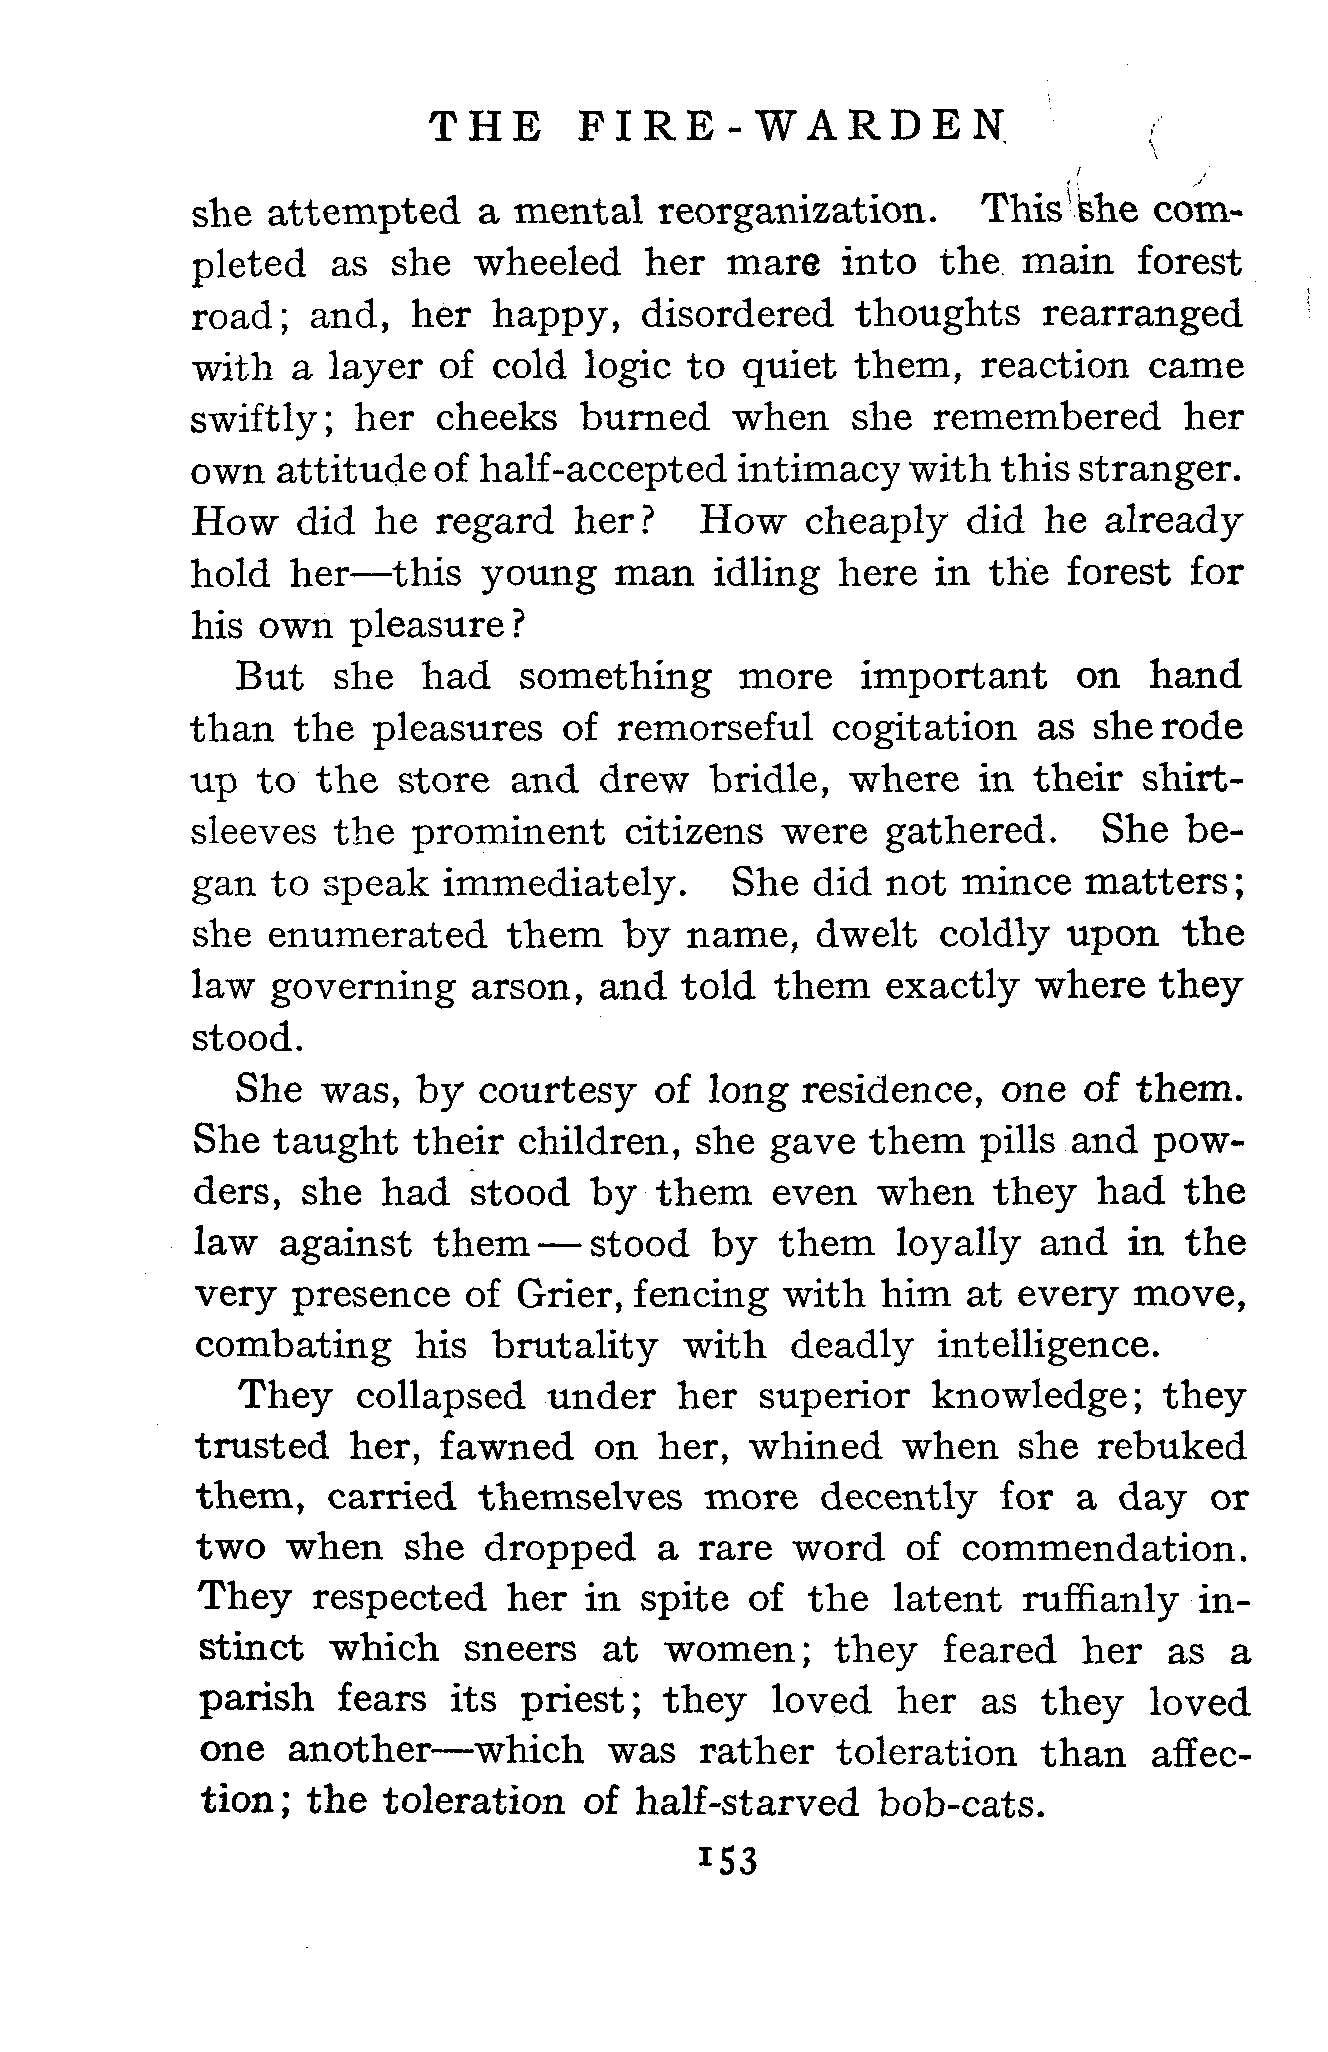 THE FIRE-WARDEN
she attempted a mental reorganization. This she com-
pleted as she wheeled her mare into the main forest
road; and, her happy, disordered thoughts rearranged
with a layer of cold logic to quiet them, reaction came
swiftly; her cheeks burned when she remembered her
own attitude of half-accepted intimacy with this stranger.
How did he regard her? How cheaply did he already
hold her—this young man idling here in the forest for
his own pleasure?
But she had something more important on hand
than the pleasures of remorseful cogitation as she rode
up to the store and drew bridle, where in their shirt-
sleeves the prominent citizens were gathered. She be-
gan to speak immediately. She did not mince matters;
she enumerated them by name, dwelt coldly upon the
law governing arson, and told them exactly where they
stood.
She was, by courtesy of long residence, one of them.
She taught their children, she gave them pills and pow-
ders, she had stood by them even when they had the
law against them—stood by them loyally and in the
very presence of Grier, fencing with him at every move,
combating his brutality with deadly intelligence.
They collapsed under her superior knowledge; they
trusted her, fawned on her, whined when she rebuked
them, carried themselves more decently for a day or
two when she dropped a rare word of commendation.
They respected her in spite of the latent ruffianly in-
stinct which sneers at women; they feared her as a
parish fears its priest; they loved her as they loved
one another—which was rather toleration than affec-
tion; the toleration of half-starved bob-cats.
153